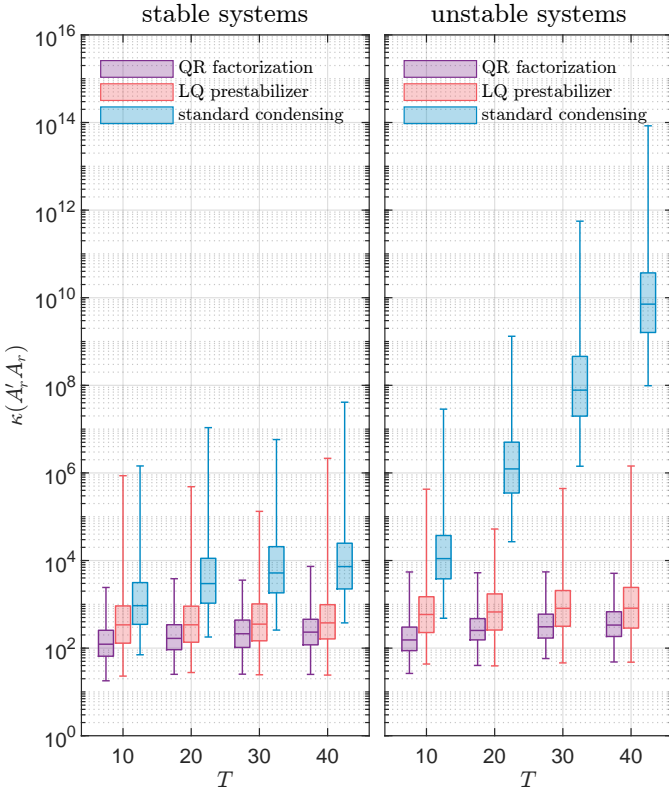 stable systems
unstable systems
10^16
10^14
10^12
10^10
10^8
10^6
10^4
10^2
10^0
κ(A′_r A_r)
QR factorization
LQ prestabilizer
standard condensing
QR factorization
LQ prestabilizer
standard condensing
10 20 30 40
10 20 30 40
T
T